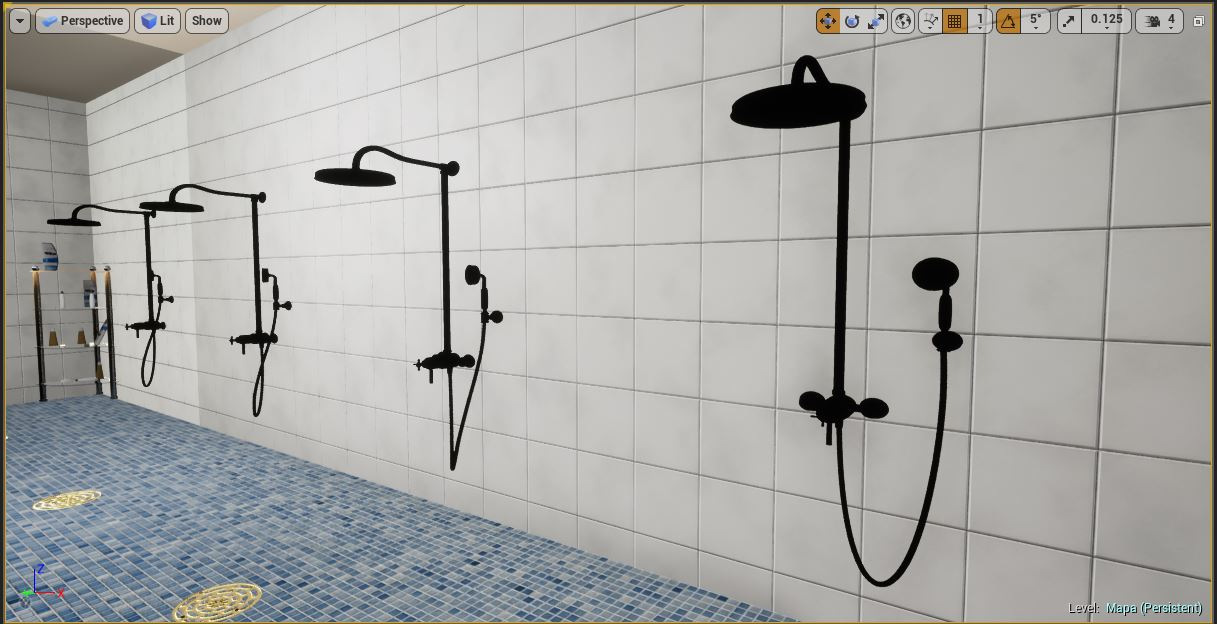 Perspective
Lit
Show
1
5°
0.125
4
Level: Mapa (Persistent)
Z
X